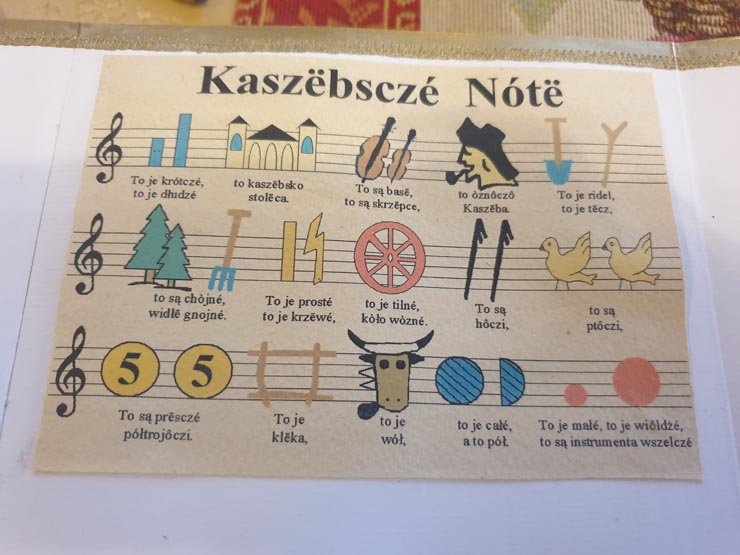 Kaszëbsczé Nótë
To je krótczé,
to je dłudzé
to kaszëbsko
stolëca.
To są basë,
to są skrzëpce,
to òznôczô
Kaszëba.
To je ridel,
to je tëcz,
to są chòjné,
widłë gnojné.
To je prosté
to je krzëwé,
to je tilné,
kòło wòzné.
To są
hôczi,
to są
ptôczi,
5 5
To są prësczé
półtrojôczi.
To je
klëka,
to je
wół,
to je całé,
a to pół.
To je małé, to je wiôldżé,
to są instrumenta wszelczé